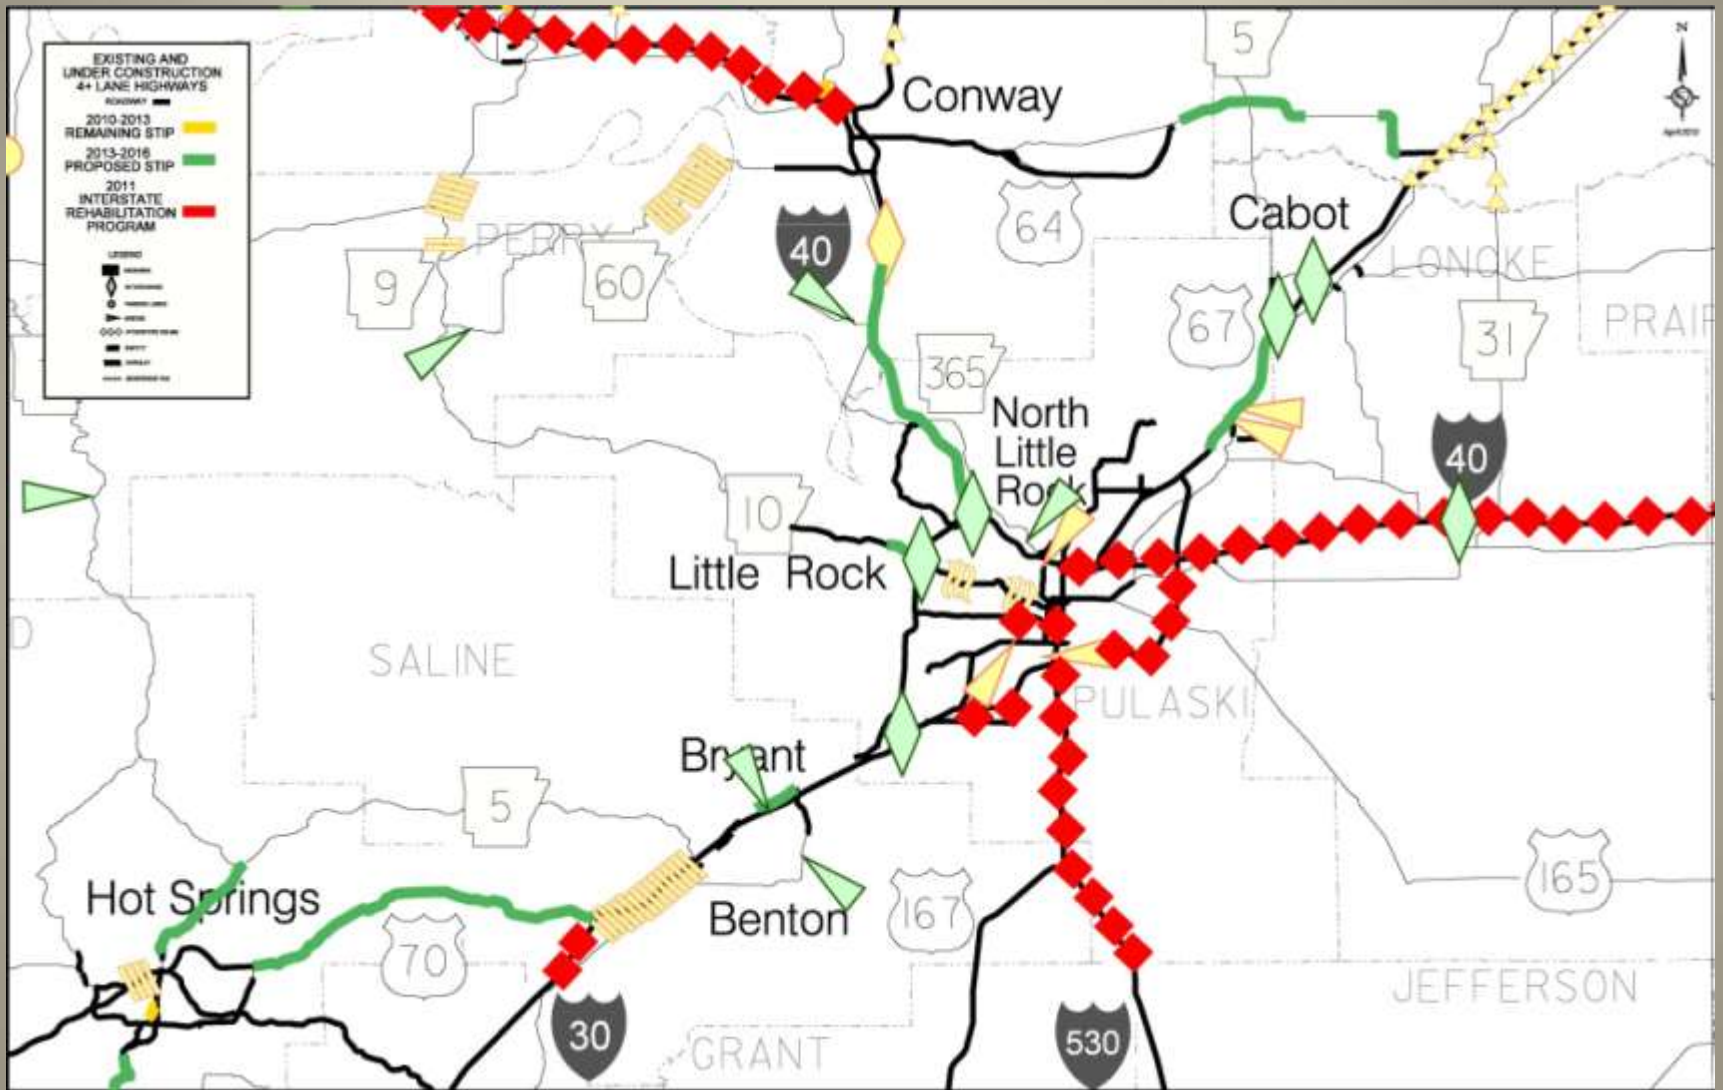 EXISTING AND
UNDER CONSTRUCTION
4+ LANE HIGHWAYS
ROADWAY
2010-2013
REMAINING STIP
2013-2016
PROPOSED STIP
2011
INTERSTATE
REHABILITATION
PROGRAM
LEGEND
N
5
Conway
64
Cabot
PERRY
40
9
60
LONOKE
67
31
PRAIR
365
North
Little
Rock
40
10
Little Rock
SALINE
PULASKI
Bryant
5
Hot Springs
165
167
Benton
70
JEFFERSON
30
530
GRANT